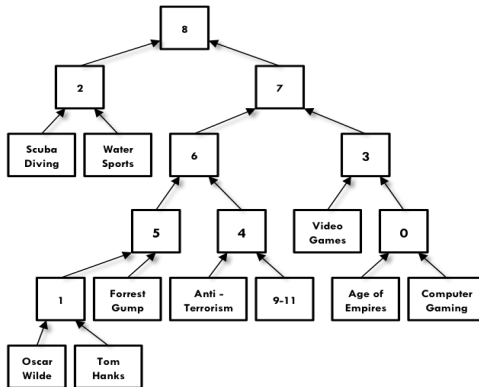 8
2
7
Scuba
Diving
Water
Sports
6
3
5
4
Video
Games
0
1
Forrest
Gump
Anti -
Terrorism
9-11
Age of
Empires
Computer
Gaming
Oscar
Wilde
Tom
Hanks